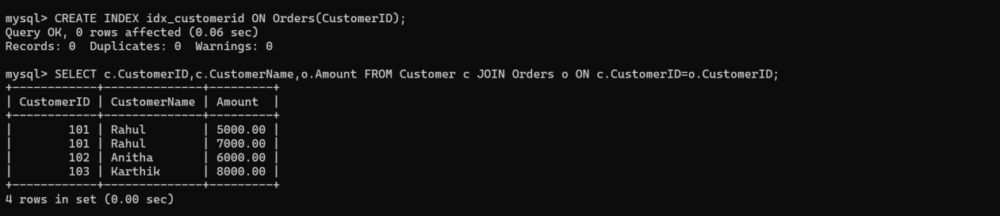 mysql> CREATE INDEX idx_customerid ON Orders(CustomerID);
Query OK, 0 rows affected (0.06 sec)
Records: 0  Duplicates: 0  Warnings: 0

mysql> SELECT c.CustomerID,c.CustomerName,o.Amount FROM Customer c JOIN Orders o ON c.CustomerID=o.CustomerID;
+------------+--------------+---------+
| CustomerID | CustomerName | Amount  |
+------------+--------------+---------+
|        101 | Rahul        | 5000.00 |
|        101 | Rahul        | 7000.00 |
|        102 | Anitha       | 6000.00 |
|        103 | Karthik      | 8000.00 |
+------------+--------------+---------+
4 rows in set (0.00 sec)